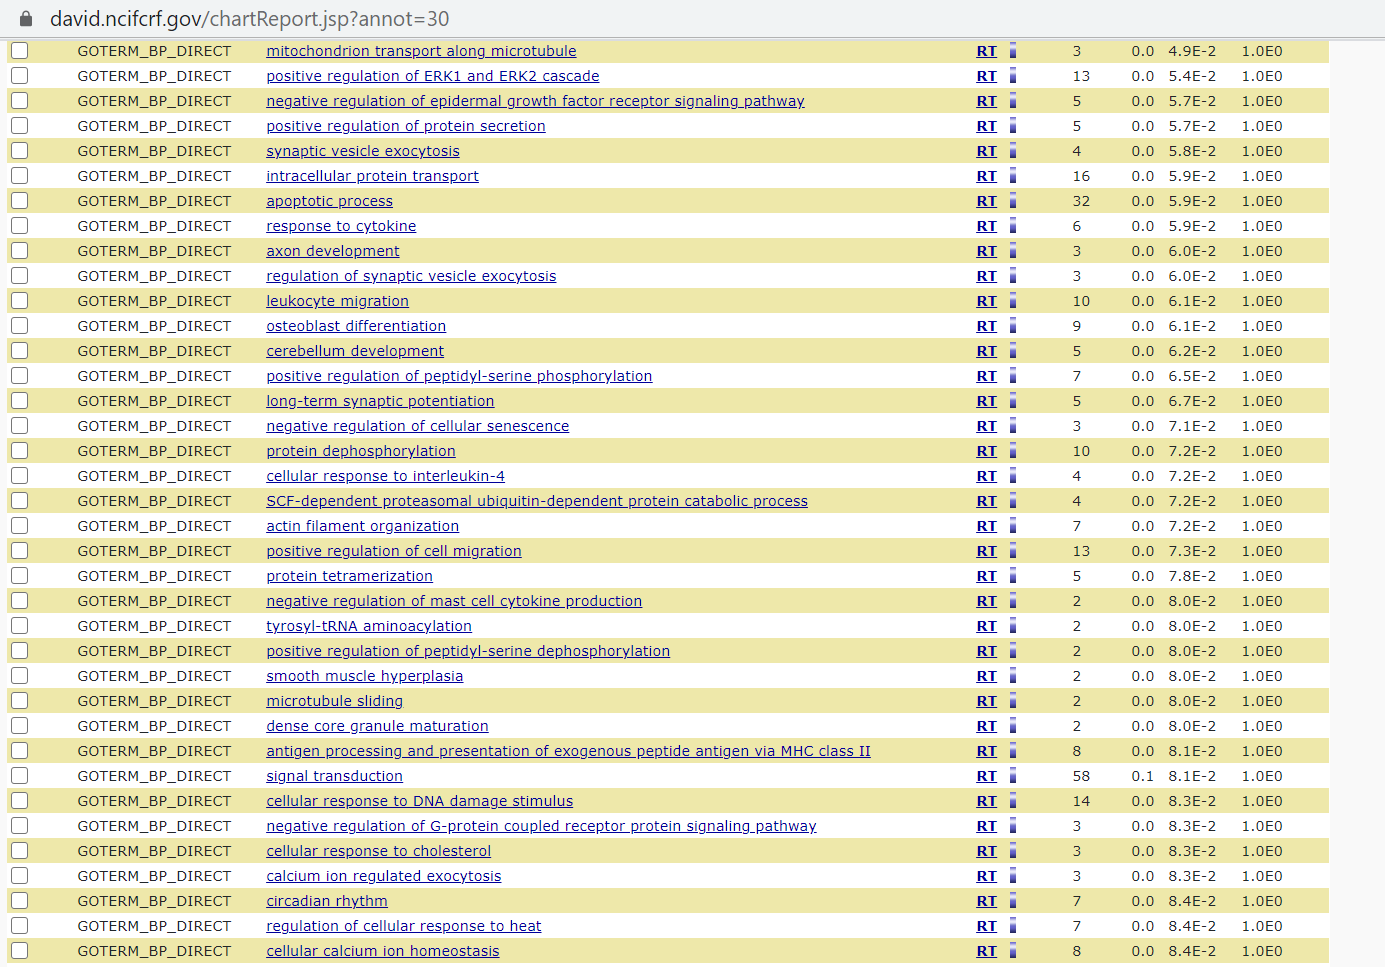 david.ncifcrf.gov/chartReport.jsp?annot=30
GOTERM_BP_DIRECT mitochondrion transport along microtubule RT 3 0.0 4.9E-2 1.0E0
GOTERM_BP_DIRECT positive regulation of ERK1 and ERK2 cascade RT 13 0.0 5.4E-2 1.0E0
GOTERM_BP_DIRECT negative regulation of epidermal growth factor receptor signaling pathway RT 5 0.0 5.7E-2 1.0E0
GOTERM_BP_DIRECT positive regulation of protein secretion RT 5 0.0 5.7E-2 1.0E0
GOTERM_BP_DIRECT synaptic vesicle exocytosis RT 4 0.0 5.8E-2 1.0E0
GOTERM_BP_DIRECT intracellular protein transport RT 16 0.0 5.9E-2 1.0E0
GOTERM_BP_DIRECT apoptotic process RT 32 0.0 5.9E-2 1.0E0
GOTERM_BP_DIRECT response to cytokine RT 6 0.0 5.9E-2 1.0E0
GOTERM_BP_DIRECT axon development RT 3 0.0 6.0E-2 1.0E0
GOTERM_BP_DIRECT regulation of synaptic vesicle exocytosis RT 3 0.0 6.0E-2 1.0E0
GOTERM_BP_DIRECT leukocyte migration RT 10 0.0 6.1E-2 1.0E0
GOTERM_BP_DIRECT osteoblast differentiation RT 9 0.0 6.1E-2 1.0E0
GOTERM_BP_DIRECT cerebellum development RT 5 0.0 6.2E-2 1.0E0
GOTERM_BP_DIRECT positive regulation of peptidyl-serine phosphorylation RT 7 0.0 6.5E-2 1.0E0
GOTERM_BP_DIRECT long-term synaptic potentiation RT 5 0.0 6.7E-2 1.0E0
GOTERM_BP_DIRECT negative regulation of cellular senescence RT 3 0.0 7.1E-2 1.0E0
GOTERM_BP_DIRECT protein dephosphorylation RT 10 0.0 7.2E-2 1.0E0
GOTERM_BP_DIRECT cellular response to interleukin-4 RT 4 0.0 7.2E-2 1.0E0
GOTERM_BP_DIRECT SCF-dependent proteasomal ubiquitin-dependent protein catabolic process RT 4 0.0 7.2E-2 1.0E0
GOTERM_BP_DIRECT actin filament organization RT 7 0.0 7.2E-2 1.0E0
GOTERM_BP_DIRECT positive regulation of cell migration RT 13 0.0 7.3E-2 1.0E0
GOTERM_BP_DIRECT protein tetramerization RT 5 0.0 7.8E-2 1.0E0
GOTERM_BP_DIRECT negative regulation of mast cell cytokine production RT 2 0.0 8.0E-2 1.0E0
GOTERM_BP_DIRECT tyrosyl-tRNA aminoacylation RT 2 0.0 8.0E-2 1.0E0
GOTERM_BP_DIRECT positive regulation of peptidyl-serine dephosphorylation RT 2 0.0 8.0E-2 1.0E0
GOTERM_BP_DIRECT smooth muscle hyperplasia RT 2 0.0 8.0E-2 1.0E0
GOTERM_BP_DIRECT microtubule sliding RT 2 0.0 8.0E-2 1.0E0
GOTERM_BP_DIRECT dense core granule maturation RT 2 0.0 8.0E-2 1.0E0
GOTERM_BP_DIRECT antigen processing and presentation of exogenous peptide antigen via MHC class II RT 8 0.0 8.1E-2 1.0E0
GOTERM_BP_DIRECT signal transduction RT 58 0.1 8.1E-2 1.0E0
GOTERM_BP_DIRECT cellular response to DNA damage stimulus RT 14 0.0 8.3E-2 1.0E0
GOTERM_BP_DIRECT negative regulation of G-protein coupled receptor protein signaling pathway RT 3 0.0 8.3E-2 1.0E0
GOTERM_BP_DIRECT cellular response to cholesterol RT 3 0.0 8.3E-2 1.0E0
GOTERM_BP_DIRECT calcium ion regulated exocytosis RT 3 0.0 8.3E-2 1.0E0
GOTERM_BP_DIRECT circadian rhythm RT 7 0.0 8.4E-2 1.0E0
GOTERM_BP_DIRECT regulation of cellular response to heat RT 7 0.0 8.4E-2 1.0E0
GOTERM_BP_DIRECT cellular calcium ion homeostasis RT 8 0.0 8.4E-2 1.0E0